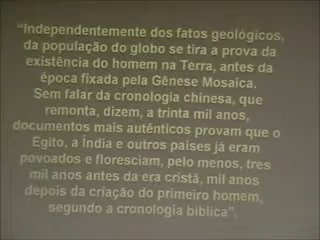 “Independentemente dos fatos geológicos,
da população do globo se tira a prova da
existência do homem na Terra, antes da
época fixada pela Gênese Mosaica.
Sem falar da cronologia chinesa, que
remonta, dizem, a trinta mil anos,
documentos mais autênticos provam que o
Egito, a Índia e outros países já eram
povoados e floresciam, pelo menos, tres
mil anos antes da era cristã, mil anos
depois da criação do primeiro homem,
segundo a cronologia bíblica”.